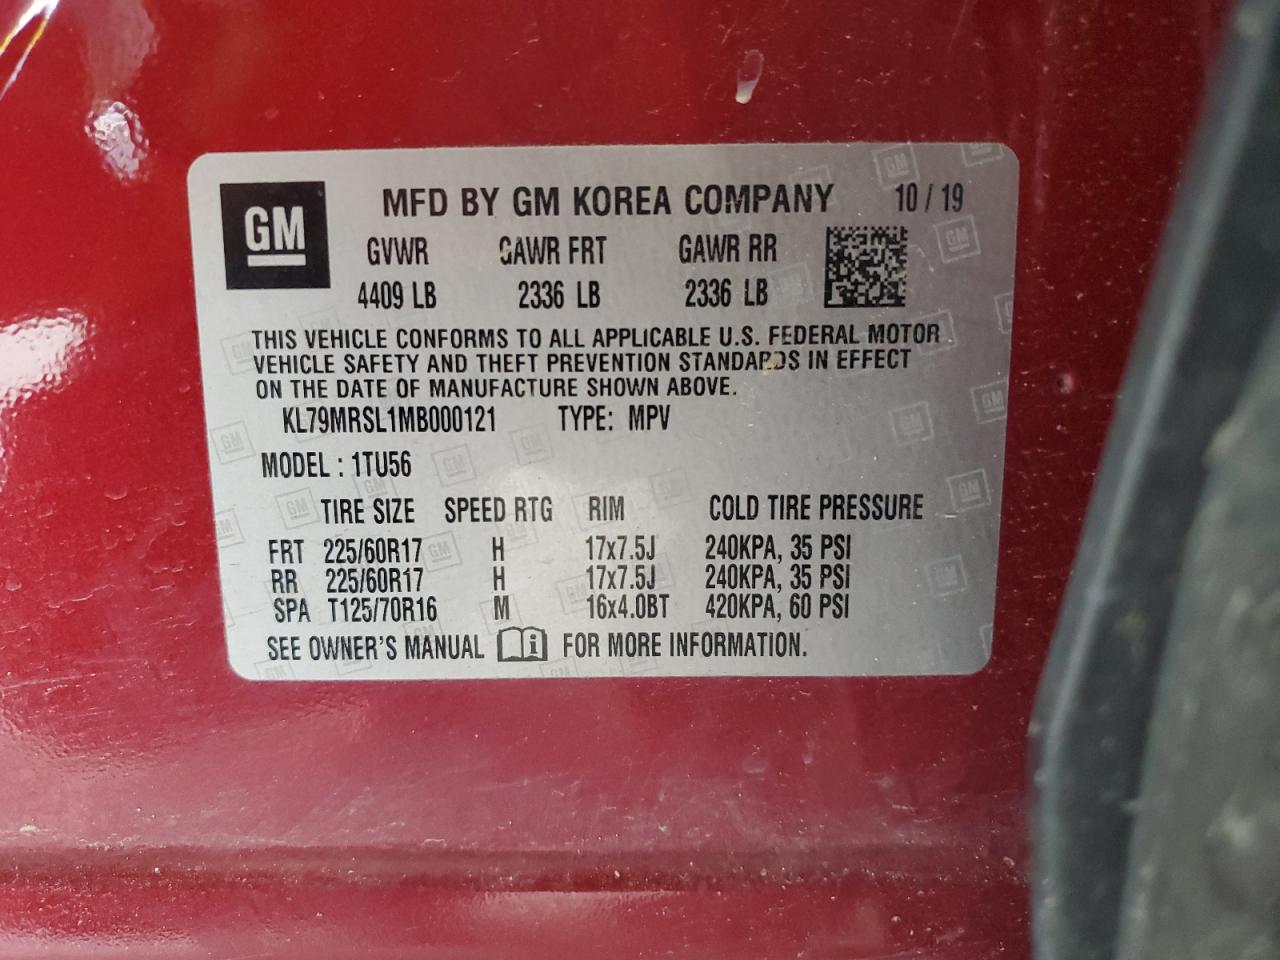 GM MFD BY GM KOREA COMPANY 10 / 19
GVWR GAWR FRT GAWR RR
4409 LB 2336 LB 2336 LB
THIS VEHICLE CONFORMS TO ALL APPLICABLE U.S. FEDERAL MOTOR
VEHICLE SAFETY AND THEFT PREVENTION STANDARDS IN EFFECT
ON THE DATE OF MANUFACTURE SHOWN ABOVE.
KL79MRSL1MB000121 TYPE: MPV
MODEL : 1TU56
TIRE SIZE SPEED RTG RIM COLD TIRE PRESSURE
FRT 225/60R17 H 17x7.5J 240KPA, 35 PSI
RR 225/60R17 H 17x7.5J 240KPA, 35 PSI
SPA T125/70R16 M 16x4.0BT 420KPA, 60 PSI
SEE OWNER'S MANUAL i FOR MORE INFORMATION.